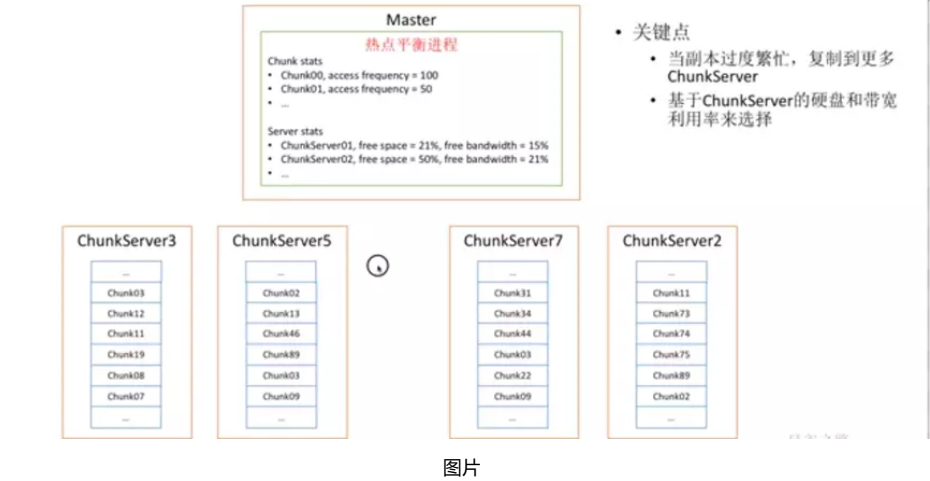 Master
热点平衡进程
Chunk stats
• Chunk00, access frequency = 100
• Chunk01, access frequency = 50
• ...
Server stats
• ChunkServer01, free space = 21%, free bandwidth = 15%
• ChunkServer02, free space = 50%, free bandwidth = 21%
• ...
• 关键点
• 当副本过度繁忙，复制到更多
ChunkServer
• 基于ChunkServer的硬盘和带宽
利用率来选择
ChunkServer3
...
Chunk03
Chunk12
Chunk11
Chunk19
Chunk08
Chunk07
...
ChunkServer5
...
Chunk02
Chunk13
Chunk46
Chunk89
Chunk03
Chunk09
...
ChunkServer7
...
Chunk31
Chunk34
Chunk44
Chunk03
Chunk22
Chunk09
...
ChunkServer2
...
Chunk11
Chunk73
Chunk74
Chunk75
Chunk89
Chunk02
...
图片